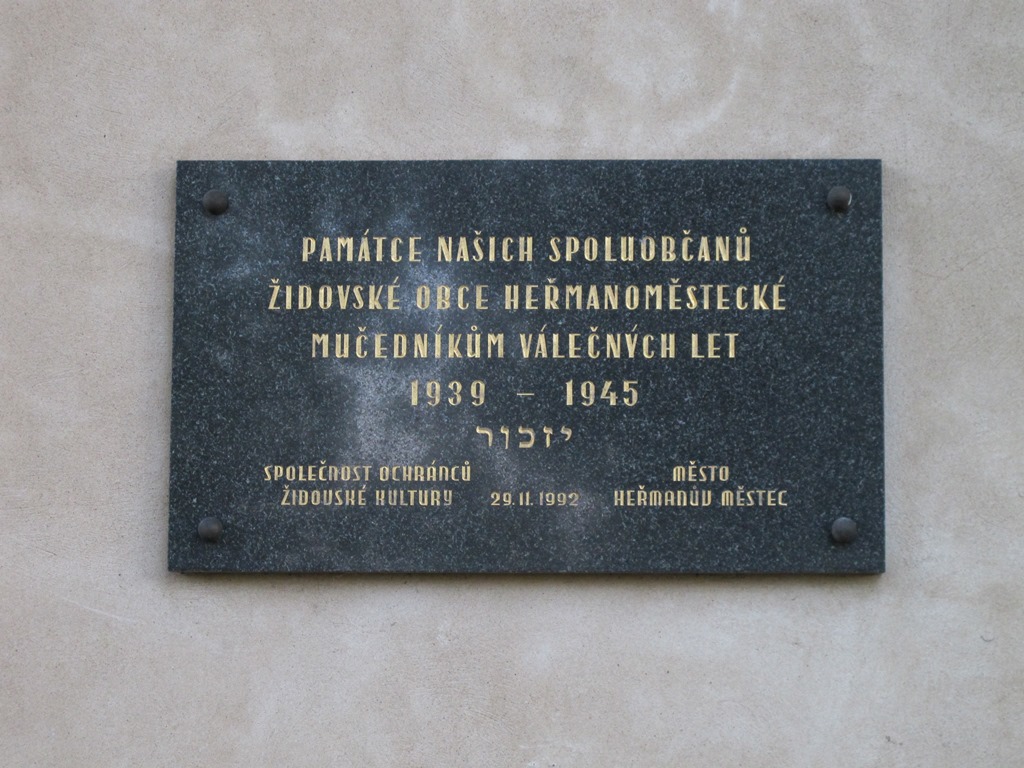 PAMÁTCE NAŠICH SPOLUOBČANŮ
ŽIDOVSKÉ OBCE HEŘMANOMĚSTECKÉ
MUČEDNÍKŮM VÁLEČNÝCH LET
1939 – 1945
יזכור
SPOLEČNOST OCHRÁNCŮ
ŽIDOVSKÉ KULTURY
29.11.1992
MĚSTO
HEŘMANŮV MĚSTEC